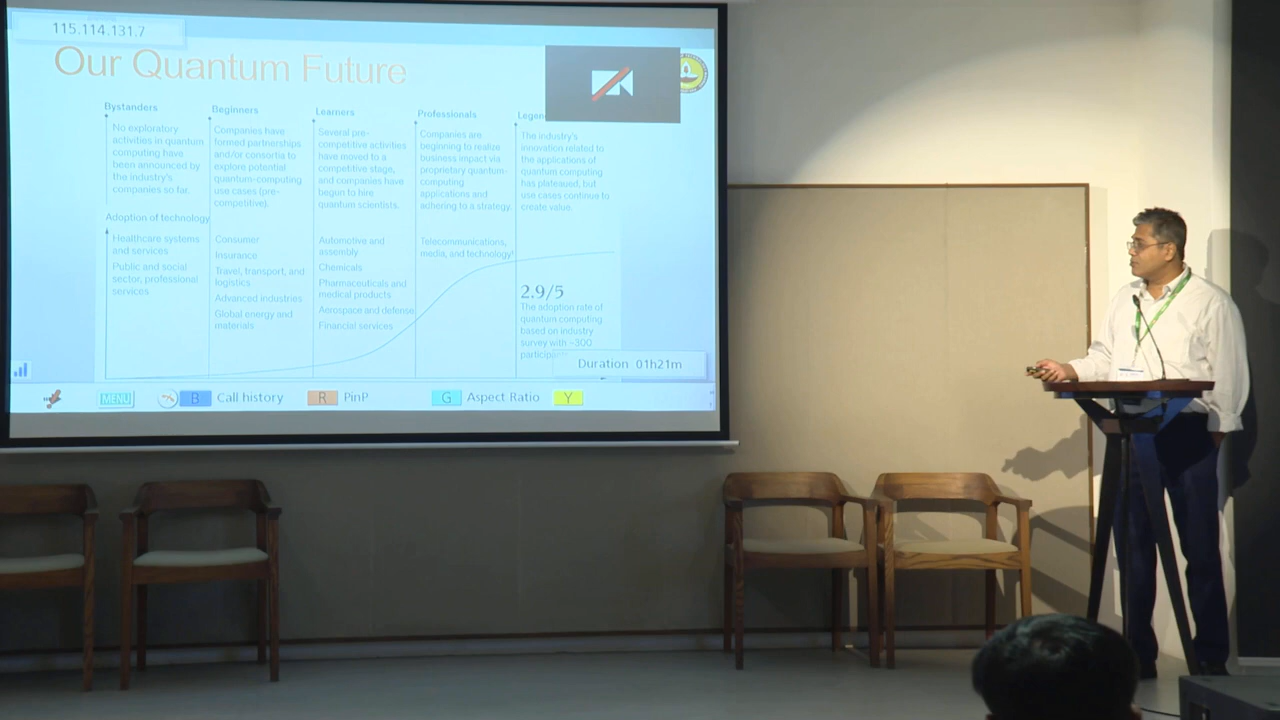 115.114.131.7
Our Quantum Future
Bystanders
No exploratory
activities in quantum
computing have
been announced by
the industry's
companies so far.
Beginners
Companies have
formed partnerships
and/or consortia to
explore potential
quantum-computing
use cases (pre-
competitive).
Learners
Several pre-
competitive activities
have moved to a
competitive stage,
and companies have
begun to hire
quantum scientists.
Professionals
Companies are
beginning to realize
business impact via
proprietary quantum-
computing
applications and
adhering to a strategy.
Legen
The industry's
innovation related to
the applications of
quantum computing
has plateaued, but
use cases continue to
create value.
Adoption of technology
Healthcare systems
and services
Public and social
sector, professional
services
Consumer
Insurance
Travel, transport, and
logistics
Advanced industries
Global energy and
materials
Automotive and
assembly
Chemicals
Pharmaceuticals and
medical products
Aerospace and defense
Financial services
Telecommunications,
media, and technology¹
2.9/5
The adoption rate of
quantum computing
based on industry
survey with ~300
Duration 01h21m
MENU
B Call history
R PinP
G Aspect Ratio
Y